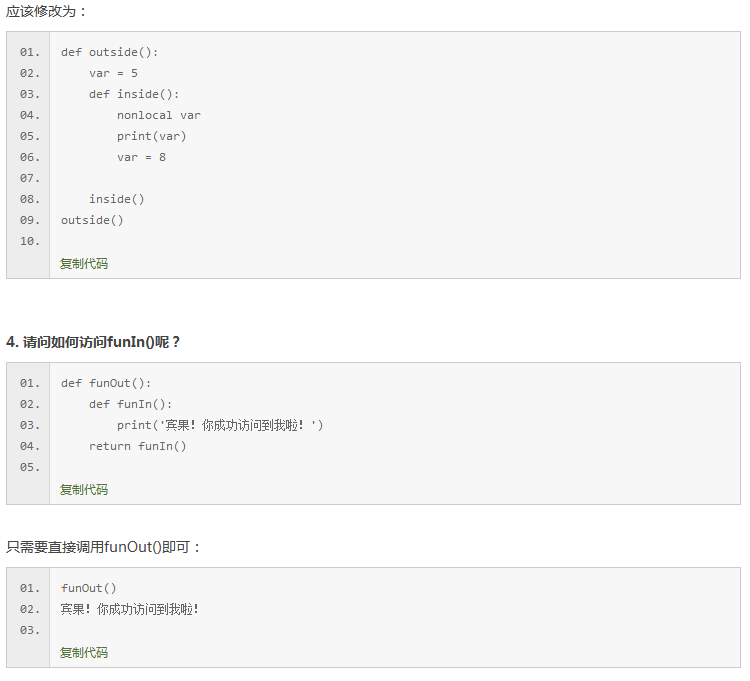 应该修改为：
01. def outside():
02.     var = 5
03.     def inside():
04.         nonlocal var
05.         print(var)
06.         var = 8
07.
08.     inside()
09. outside()
10.
复制代码
4. 请问如何访问funIn()呢？
01. def funOut():
02.     def funIn():
03.         print('宾果！你成功访问到我啦！')
04.     return funIn()
05.
复制代码
只需要直接调用funOut()即可：
01. funOut()
02. 宾果！你成功访问到我啦！
03.
复制代码